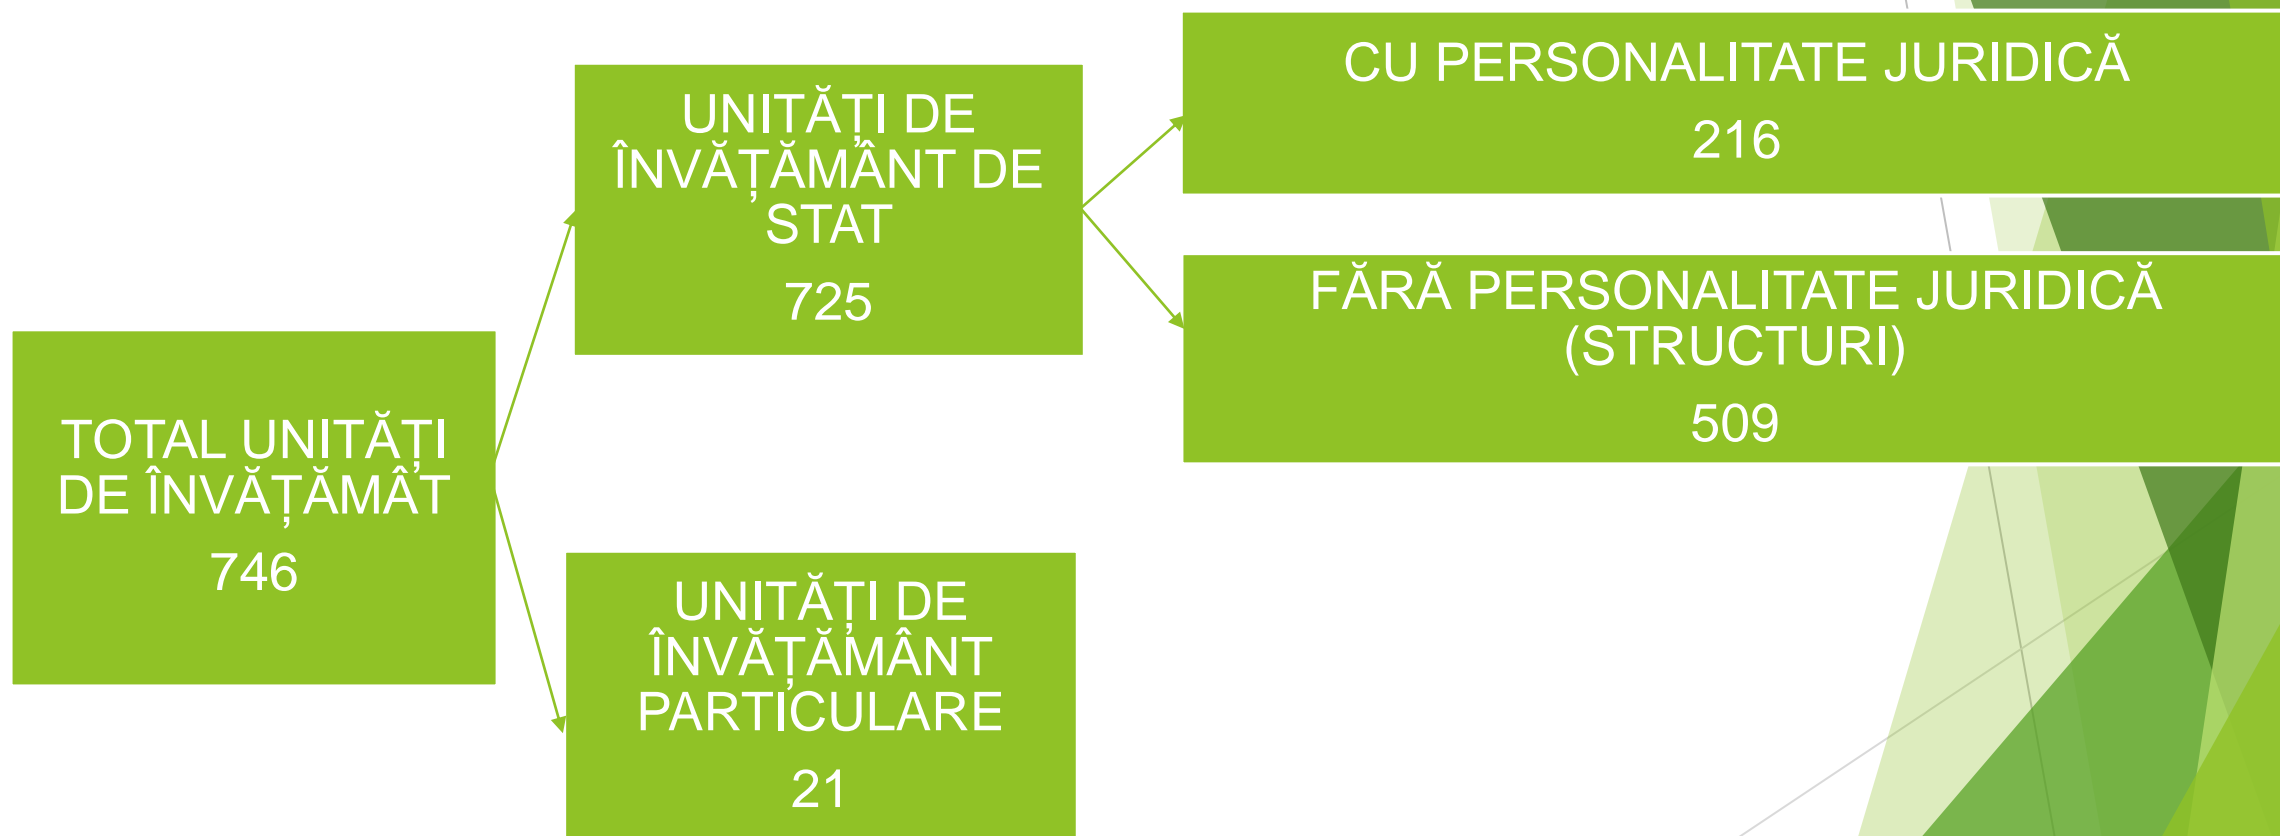 TOTAL UNITĂȚI
DE ÎNVĂȚĂMÂT
746
UNITĂȚI DE
ÎNVĂȚĂMÂNT DE
STAT
725
UNITĂȚI DE
ÎNVĂȚĂMÂNT
PARTICULARE
21
CU PERSONALITATE JURIDICĂ
216
FĂRĂ PERSONALITATE JURIDICĂ
(STRUCTURI)
509